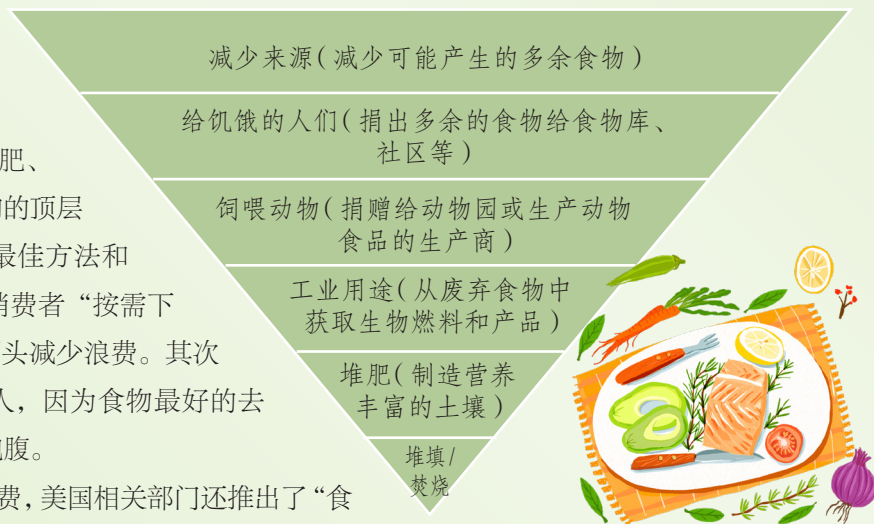 减少来源(减少可能产生的多余食物)
给饥饿的人们(捐出多余的食物给食物库、
社区等)
饲喂动物(捐赠给动物园或生产动物
食品的生产商)
工业用途(从废弃食物中
获取生物燃料和产品)
堆肥(制造营养
丰富的土壤)
堆填/
焚烧
肥、
的顶层
最佳方法和
消费者“按需下
头减少浪费。其次
人，因为食物最好的去
腹。
费，美国相关部门还推出了“食